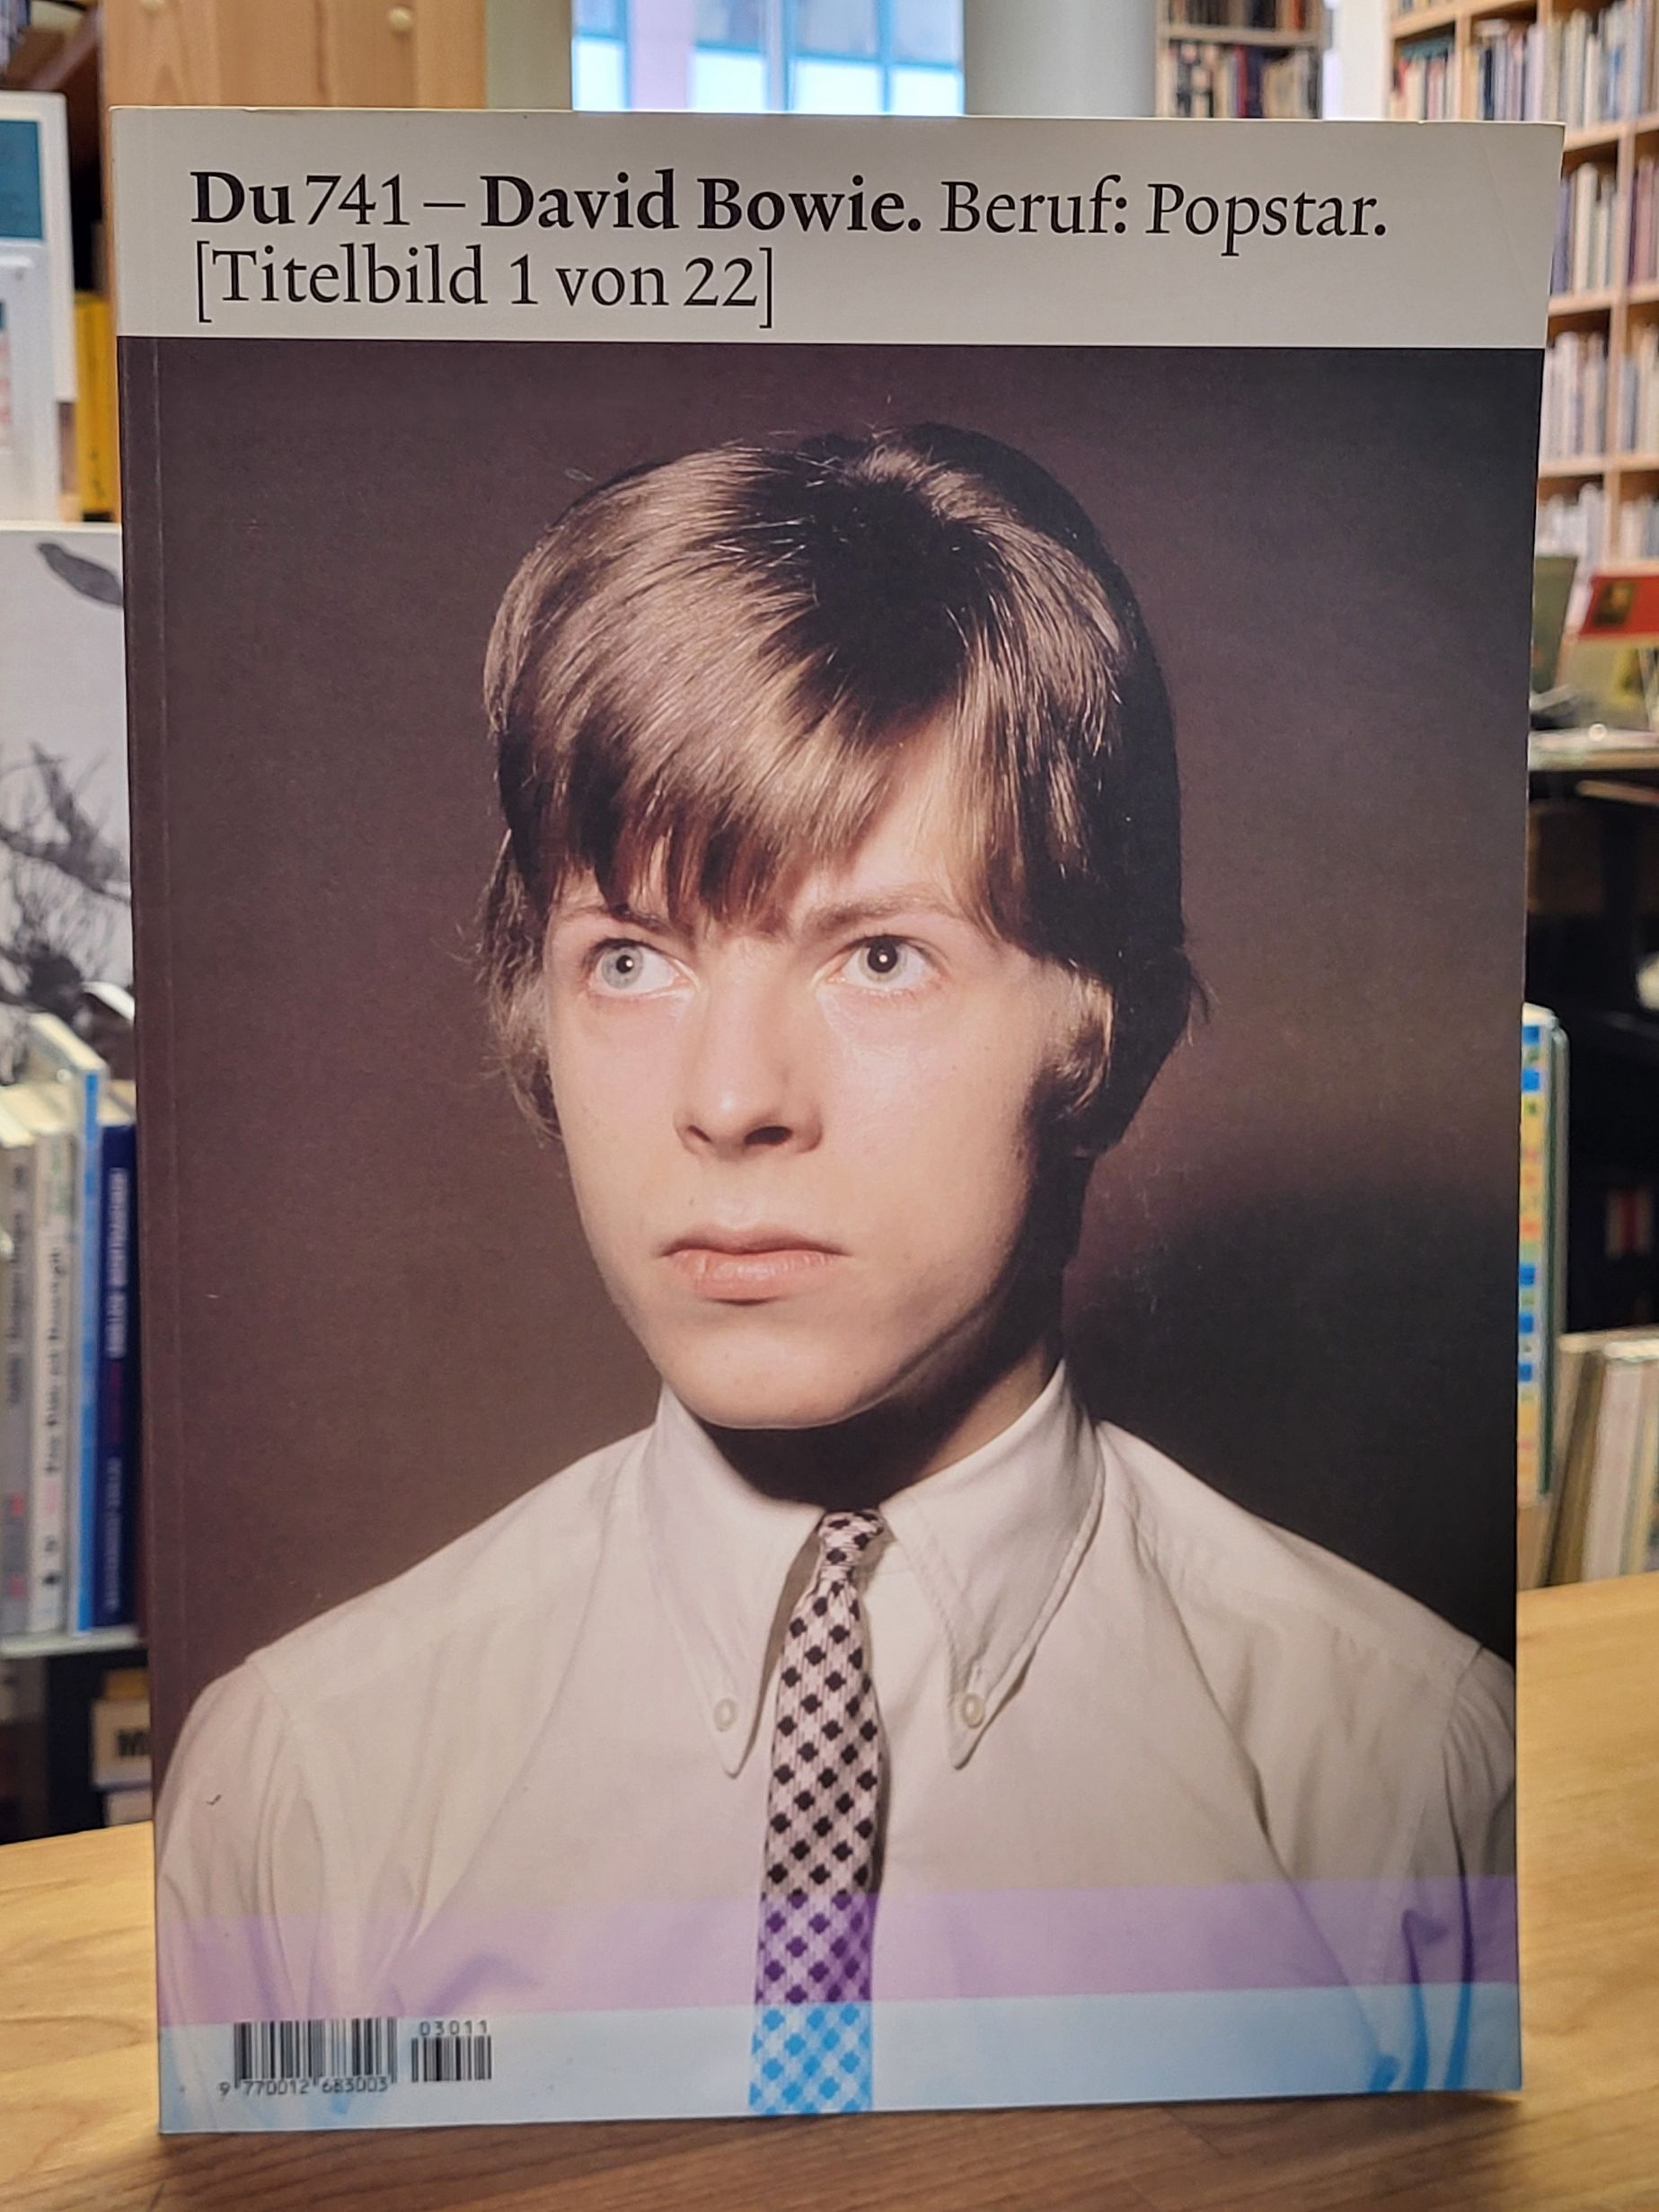 Du 741 – David Bowie. Beruf: Popstar.
[Titelbild 1 von 22]
03011
9 770012 683003